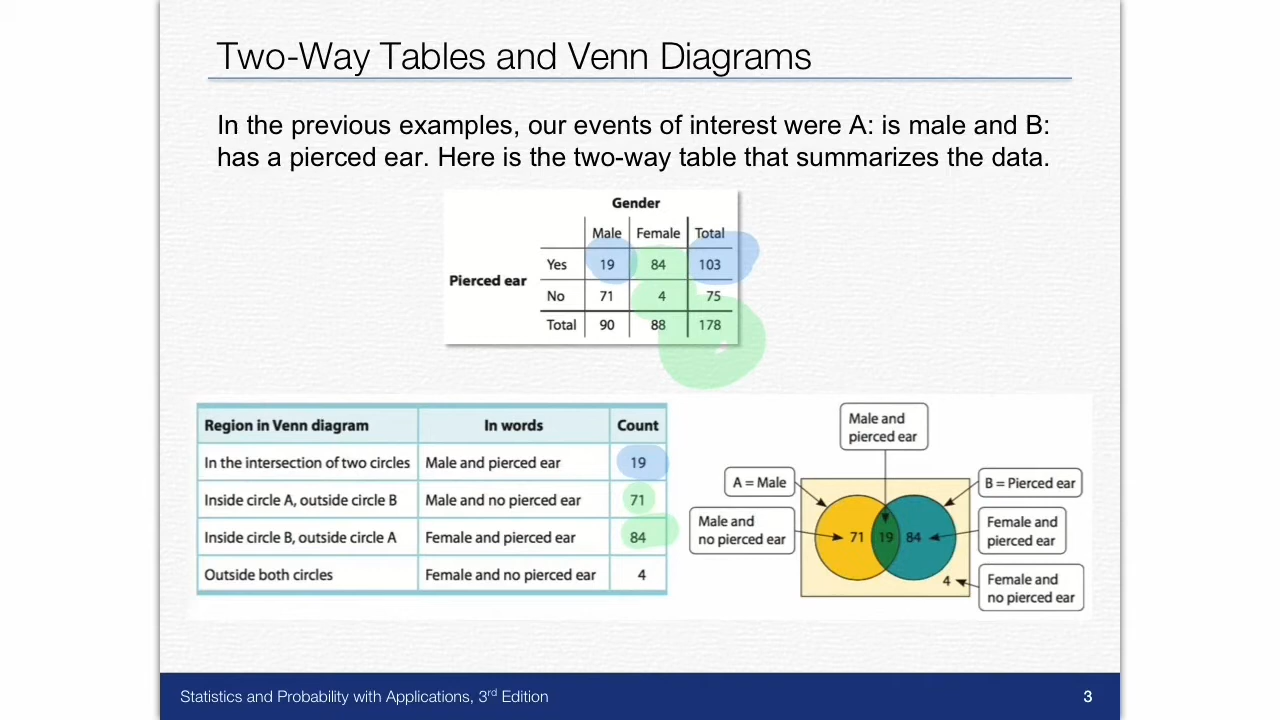 Two-Way Tables and Venn Diagrams
In the previous examples, our events of interest were A: is male and B:
has a pierced ear. Here is the two-way table that summarizes the data.
Gender
Male Female Total
Pierced ear
Yes 19 84 103
No 71 4 75
Total 90 88 178
Region in Venn diagram In words Count
In the intersection of two circles Male and pierced ear 19
Inside circle A, outside circle B Male and no pierced ear 71
Inside circle B, outside circle A Female and pierced ear 84
Outside both circles Female and no pierced ear 4
Male and
pierced ear
A = Male
B = Pierced ear
Male and
no pierced ear
71 19 84
Female and
pierced ear
4
Female and
no pierced ear
Statistics and Probability with Applications, 3rd Edition
3